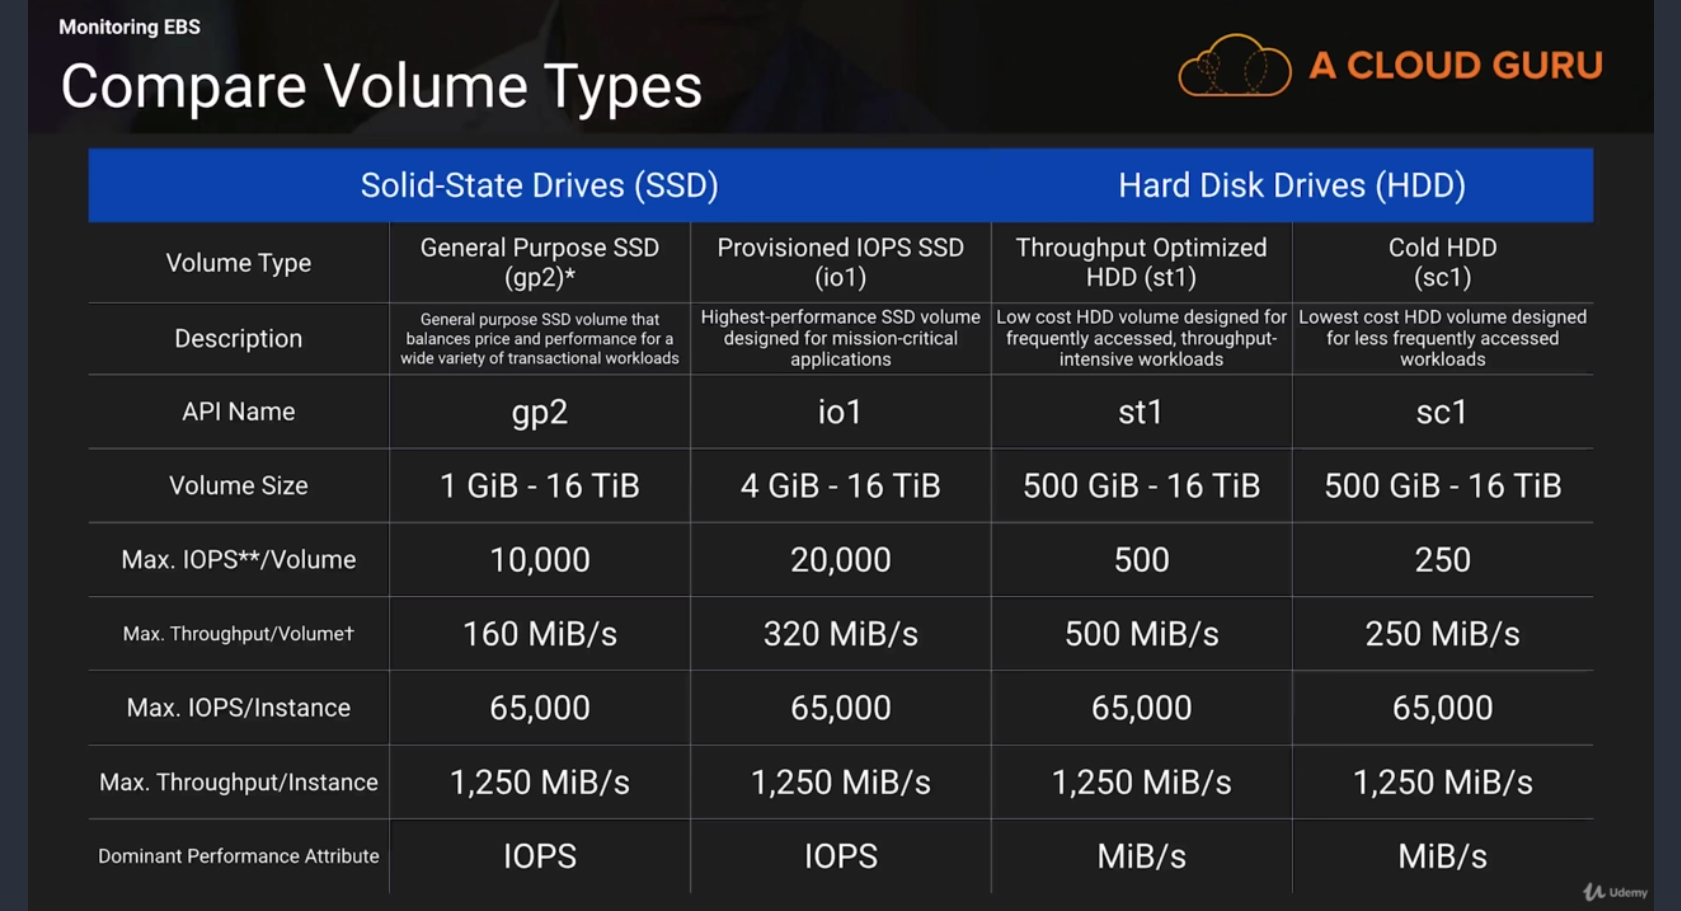 Monitoring EBS
Compare Volume Types
A CLOUD GURU
Solid-State Drives (SSD) Hard Disk Drives (HDD)
Volume Type
General Purpose SSD
(gp2)*
Provisioned IOPS SSD
(io1)
Throughput Optimized
HDD (st1)
Cold HDD
(sc1)
Description
General purpose SSD volume that
balances price and performance for a
wide variety of transactional workloads
Highest-performance SSD volume
designed for mission-critical
applications
Low cost HDD volume designed for
frequently accessed, throughput-
intensive workloads
Lowest cost HDD volume designed
for less frequently accessed
workloads
API Name gp2 io1 st1 sc1
Volume Size 1 GiB - 16 TiB 4 GiB - 16 TiB 500 GiB - 16 TiB 500 GiB - 16 TiB
Max. IOPS**/Volume 10,000 20,000 500 250
Max. Throughput/Volume† 160 MiB/s 320 MiB/s 500 MiB/s 250 MiB/s
Max. IOPS/Instance 65,000 65,000 65,000 65,000
Max. Throughput/Instance 1,250 MiB/s 1,250 MiB/s 1,250 MiB/s 1,250 MiB/s
Dominant Performance Attribute IOPS IOPS MiB/s MiB/s
Udemy